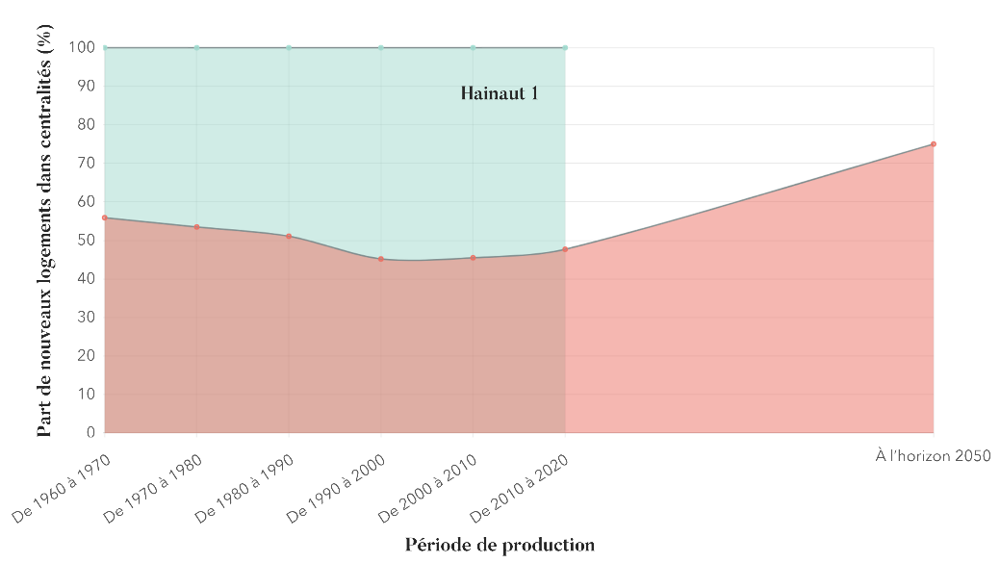 Part de nouveaux logements dans centralités (%)
100
90
80
70
60
50
40
30
20
10
0
Hainaut 1
De 1960 à 1970
De 1970 à 1980
De 1980 à 1990
De 1990 à 2000
De 2000 à 2010
De 2010 à 2020
À l'horizon 2050
Période de production